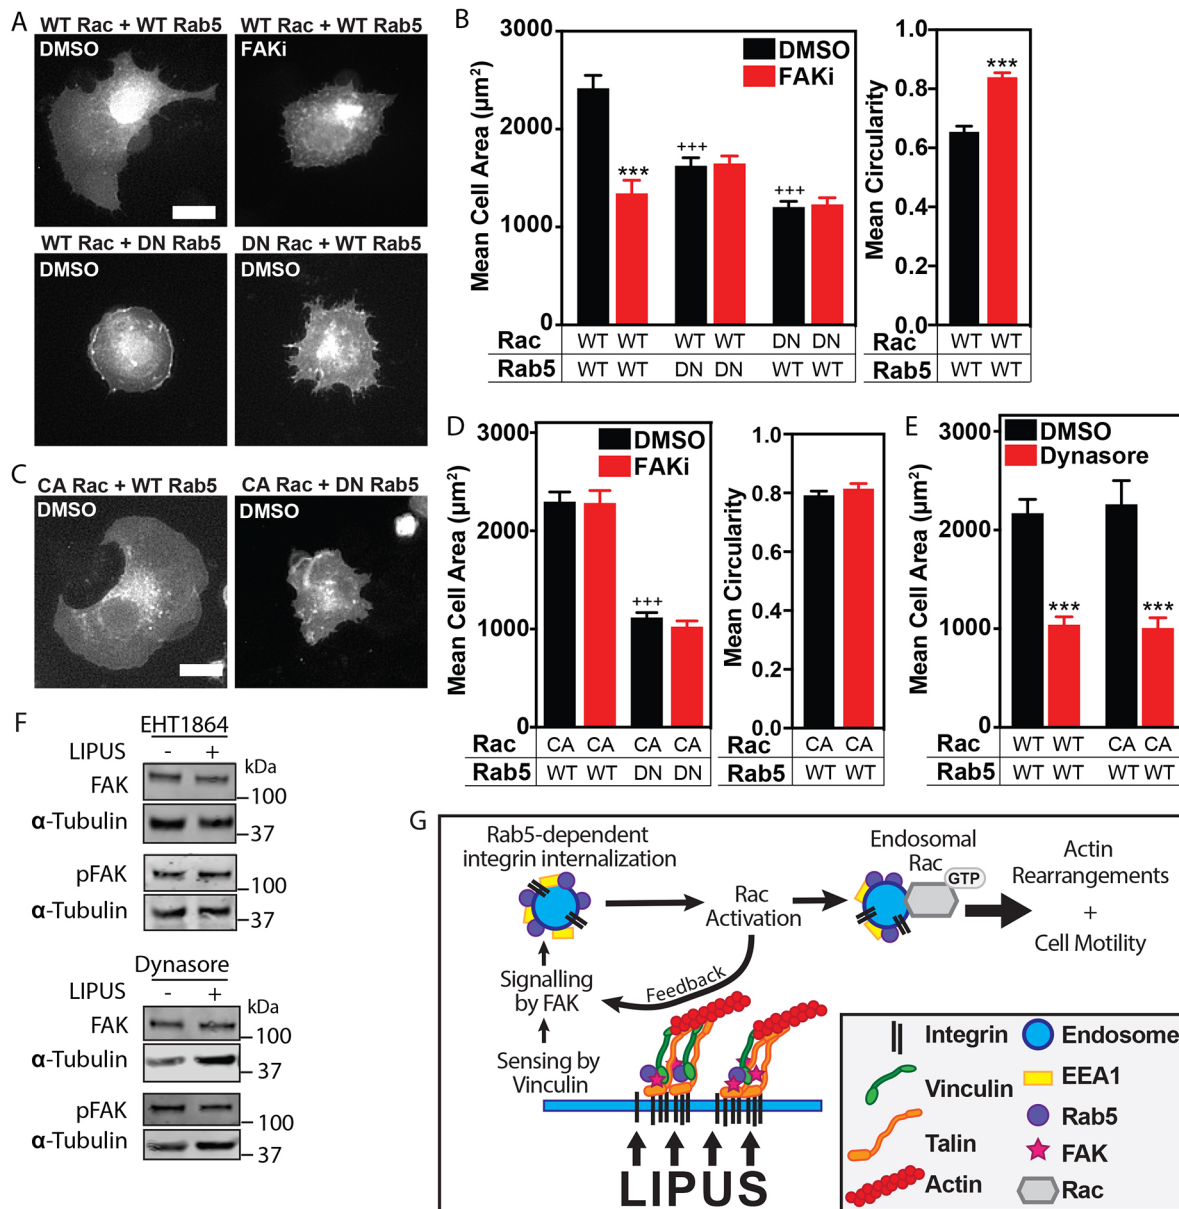 A
WT Rac + WT Rab5
DMSO
WT Rac + WT Rab5
FAKi
WT Rac + DN Rab5
DMSO
DN Rac + WT Rab5
DMSO
B
Mean Cell Area (µm²)
3000
2000
1000
0
DMSO
FAKi
***
+++
+++
Rac WT WT WT WT DN DN
Rab5 WT WT DN DN WT WT
Mean Circularity
1.0
0.8
0.6
0.4
0.2
0.0
***
Rac WT WT
Rab5 WT WT
C
CA Rac + WT Rab5
DMSO
CA Rac + DN Rab5
DMSO
D
Mean Cell Area (µm²)
3000
2000
1000
0
DMSO
FAKi
+++
Rac CA CA CA CA
Rab5 WT WT DN DN
Mean Circularity
1.0
0.8
0.6
0.4
0.2
0.0
Rac CA CA
Rab5 WT WT
E
Mean Cell Area (µm²)
3000
2000
1000
0
DMSO
Dynasore
***
***
Rac WT WT CA CA
Rab5 WT WT WT WT
F
EHT1864
LIPUS - +
kDa
FAK
100
α-Tubulin
37
pFAK
100
α-Tubulin
37
Dynasore
LIPUS - +
kDa
FAK
100
α-Tubulin
37
pFAK
100
α-Tubulin
37
G
Rab5-dependent
integrin internalization
Rac
Activation
Endosomal
Rac
GTP
Actin
Rearrangements
+
Cell Motility
Signalling
by FAK
Feedback
Sensing by
Vinculin
LIPUS
Integrin
Vinculin
Talin
Actin
Endosome
EEA1
Rab5
FAK
Rac